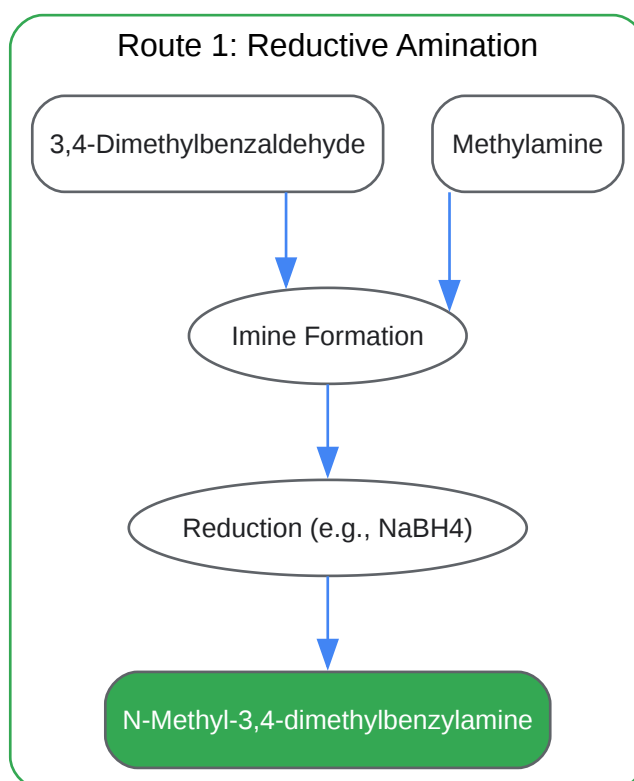 Route 1: Reductive Amination
3,4-Dimethylbenzaldehyde
Methylamine
Imine Formation
Reduction (e.g., NaBH4)
N-Methyl-3,4-dimethylbenzylamine